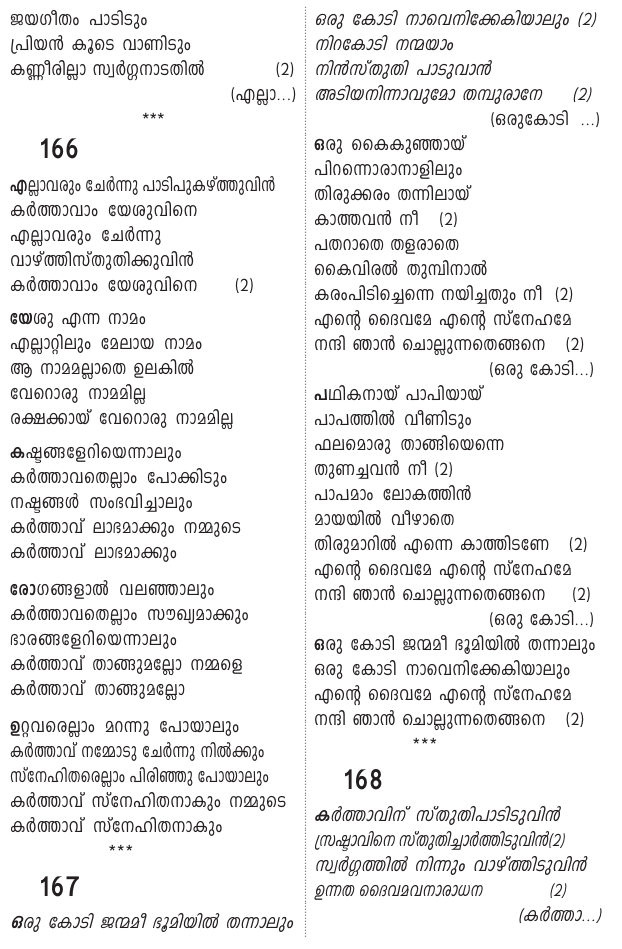 ജയഗീതം പാടിടും
പ്രിയൻ കൂടെ വാണിടും
കണ്ണീരില്ലാ സ്വർഗ്ഗനാടതിൽ (2)
(എല്ലാ...)
***
166
എല്ലാവരും ചേർന്നു പാടിപുകഴ്ത്തുവിൻ
കർത്താവാം യേശുവിനെ
എല്ലാവരും ചേർന്നു
വാഴ്ത്തിസ്തുതിക്കുവിൻ
കർത്താവാം യേശുവിനെ (2)
യേശു എന്ന നാമം
എല്ലാറ്റിലും മേലായ നാമം
ആ നാമമല്ലാതെ ഉലകിൽ
വേറൊരു നാമമില്ല
രക്ഷക്കായ് വേറൊരു നാമമില്ല
കഷ്ടങ്ങളേറിയെന്നാലും
കർത്താവതെല്ലാം പോക്കിടും
നഷ്ടങ്ങൾ സംഭവിച്ചാലും
കർത്താവ് ലാഭമാക്കും നമ്മുടെ
കർത്താവ് ലാഭമാക്കും
രോഗങ്ങളാൽ വലഞ്ഞാലും
കർത്താവതെല്ലാം സൗഖ്യമാക്കും
ഭാരങ്ങളേറിയെന്നാലും
കർത്താവ് താങ്ങുമല്ലോ നമ്മളെ
കർത്താവ് താങ്ങുമല്ലോ
ഉറ്റവരെല്ലാം മറന്നു പോയാലും
കർത്താവ് നമ്മോടു ചേർന്നു നിൽക്കും
സ്നേഹിതരെല്ലാം പിരിഞ്ഞു പോയാലും
കർത്താവ് സ്നേഹിതനാകും നമ്മുടെ
കർത്താവ് സ്നേഹിതനാകും
***
167
ഒരു കോടി ജന്മമീ ഭൂമിയിൽ തന്നാലും
ഒരു കോടി നാവെനിക്കേകിയാലും (2)
നിറകോടി നന്മയാം
നിൻസ്തുതി പാടുവാൻ
അടിയനിന്നാവുമോ തമ്പുരാനേ (2)
(ഒരുകോടി ...)
ഒരു കൈകുഞ്ഞായ്
പിറന്നൊരാനാളിലും
തിരുക്കരം തന്നിലായ്
കാത്തവൻ നീ (2)
പതറാതെ തളരാതെ
കൈവിരൽ തുമ്പിനാൽ
കരംപിടിച്ചെന്നെ നയിച്ചതും നീ (2)
എന്റെ ദൈവമേ എന്റെ സ്നേഹമേ
നന്ദി ഞാൻ ചൊല്ലുന്നതെങ്ങനെ (2)
(ഒരു കോടി...)
പഥികനായ് പാപിയായ്
പാപത്തിൽ വീണിടും
ഫലമൊരു താങ്ങിയെന്നെ
തുണച്ചവൻ നീ (2)
പാപമാം ലോകത്തിൻ
മായയിൽ വീഴാതെ
തിരുമാറിൽ എന്നെ കാത്തിടണേ (2)
എന്റെ ദൈവമേ എന്റെ സ്നേഹമേ
നന്ദി ഞാൻ ചൊല്ലുന്നതെങ്ങനെ (2)
(ഒരു കോടി...)
ഒരു കോടി ജന്മമീ ഭൂമിയിൽ തന്നാലും
ഒരു കോടി നാവെനിക്കേകിയാലും
എന്റെ ദൈവമേ എന്റെ സ്നേഹമേ
നന്ദി ഞാൻ ചൊല്ലുന്നതെങ്ങനെ (2)
***
168
കർത്താവിന് സ്തുതിപാടിടുവിൻ
സ്രഷ്ടാവിനെ സ്തുതിച്ചാർത്തിടുവിൻ(2)
സ്വർഗത്തിൽ നിന്നും വാഴ്ത്തിടുവിൻ
ഉന്നത ദൈവമവനാരാധന (2)
(കർത്താ...)